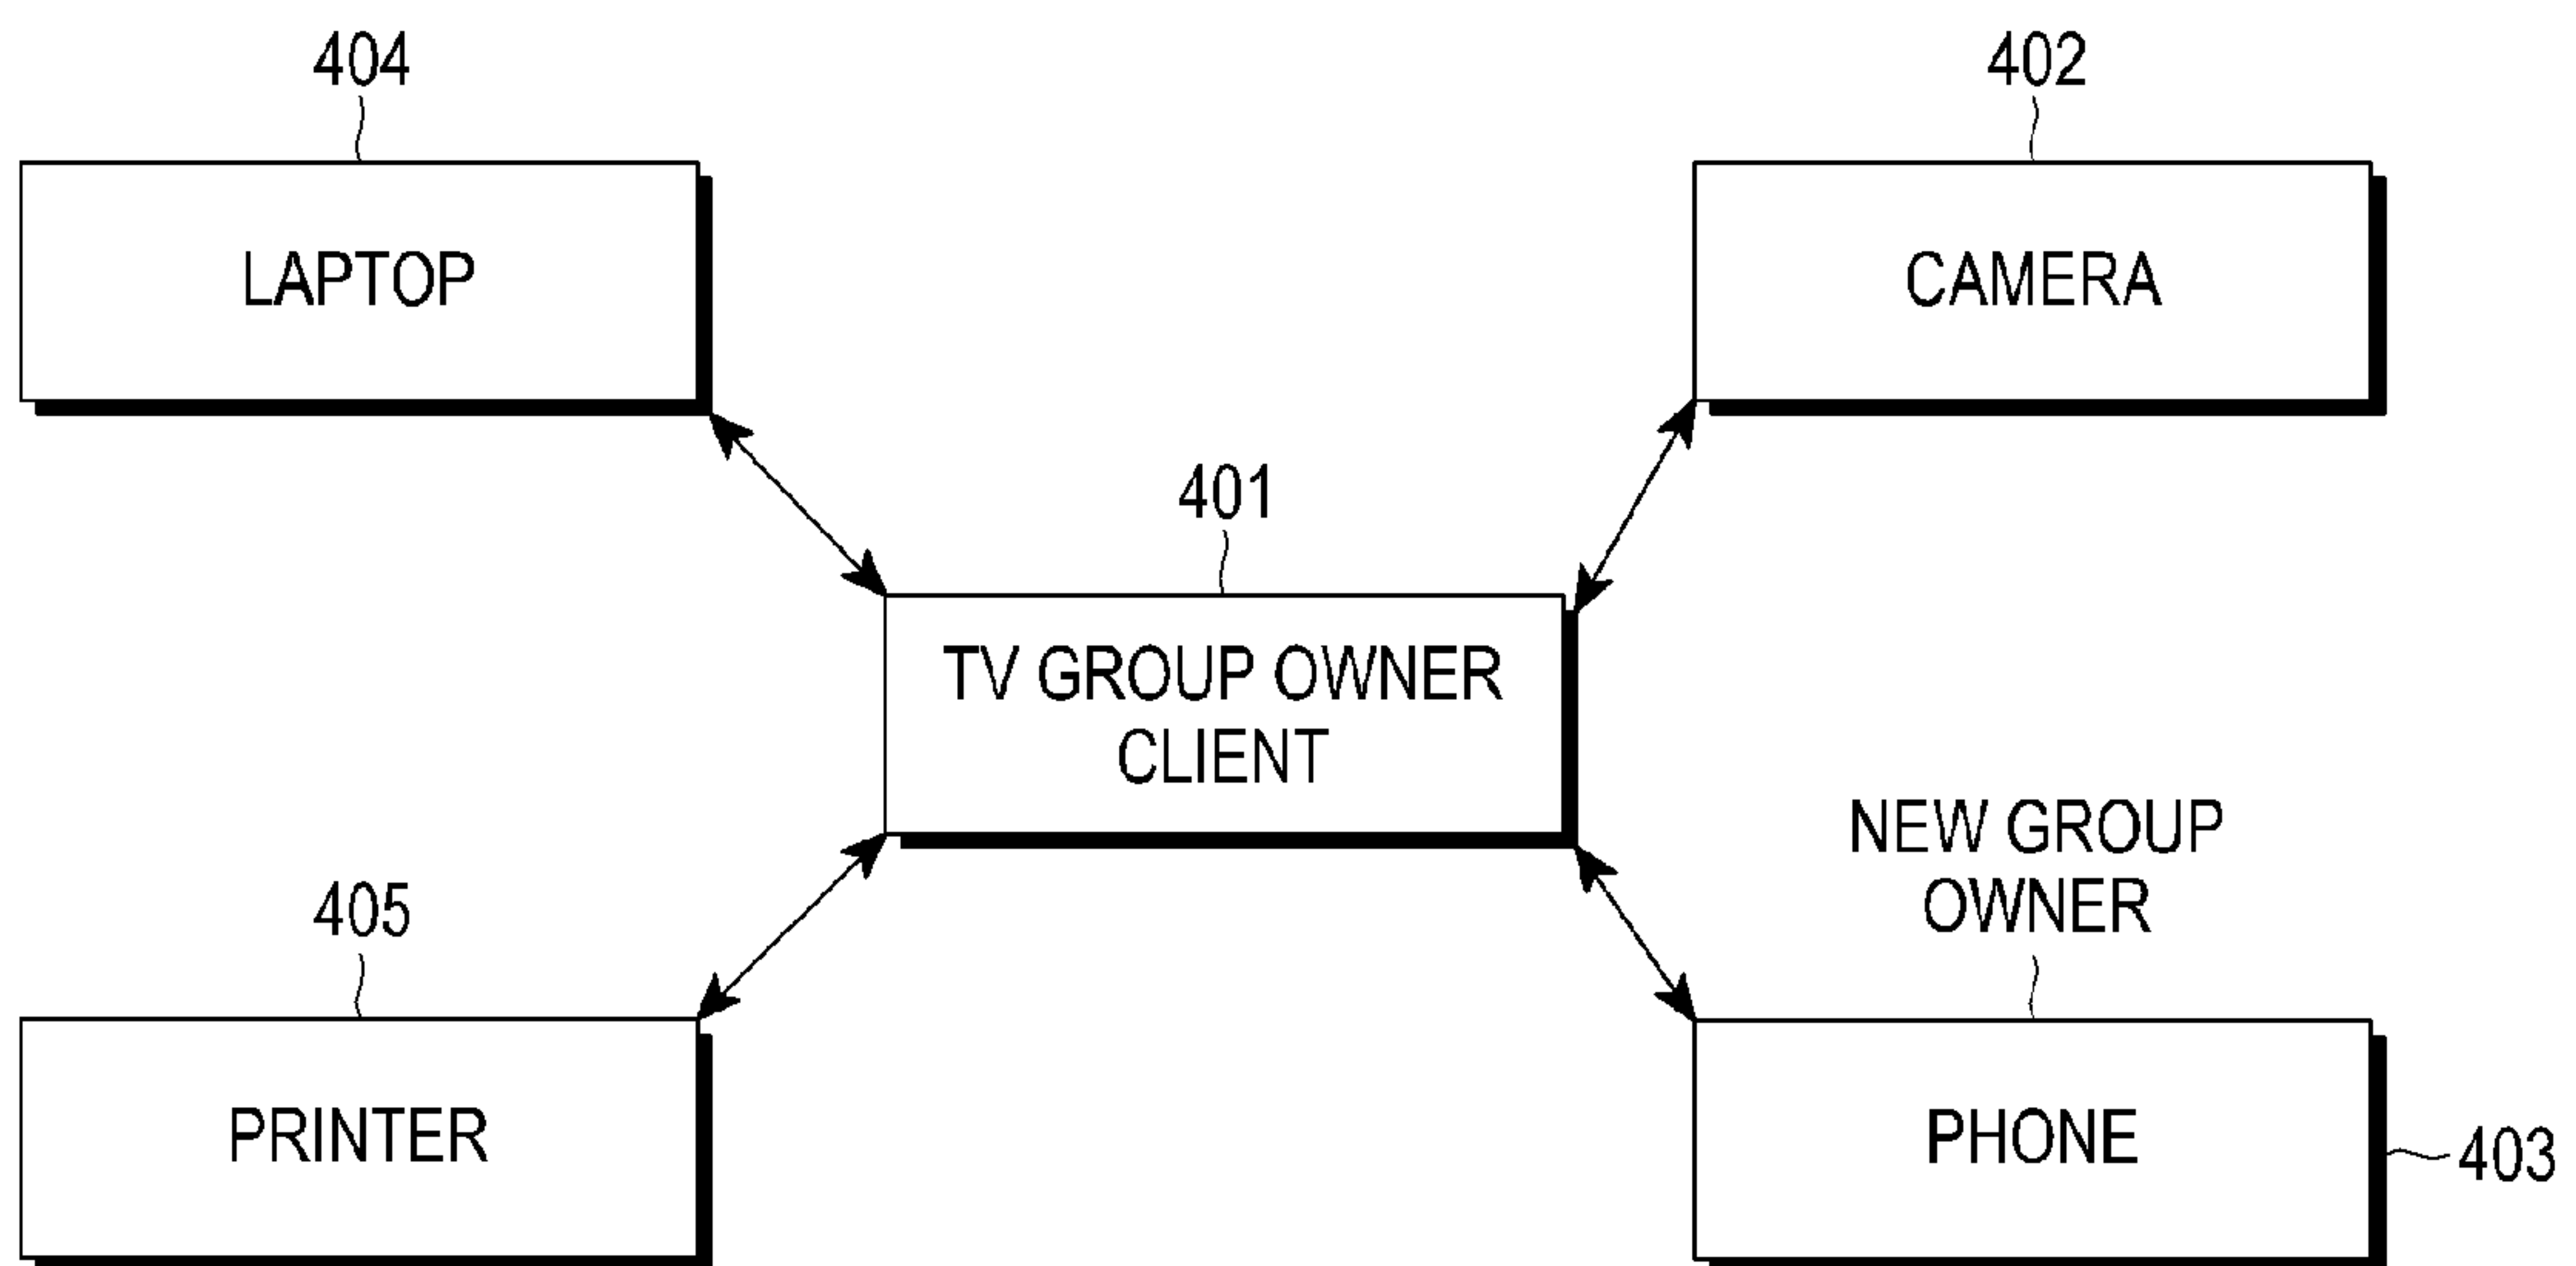 404
402
LAPTOP
CAMERA
401
TV GROUP OWNER
CLIENT
NEW GROUP
OWNER
405
PRINTER
PHONE
403